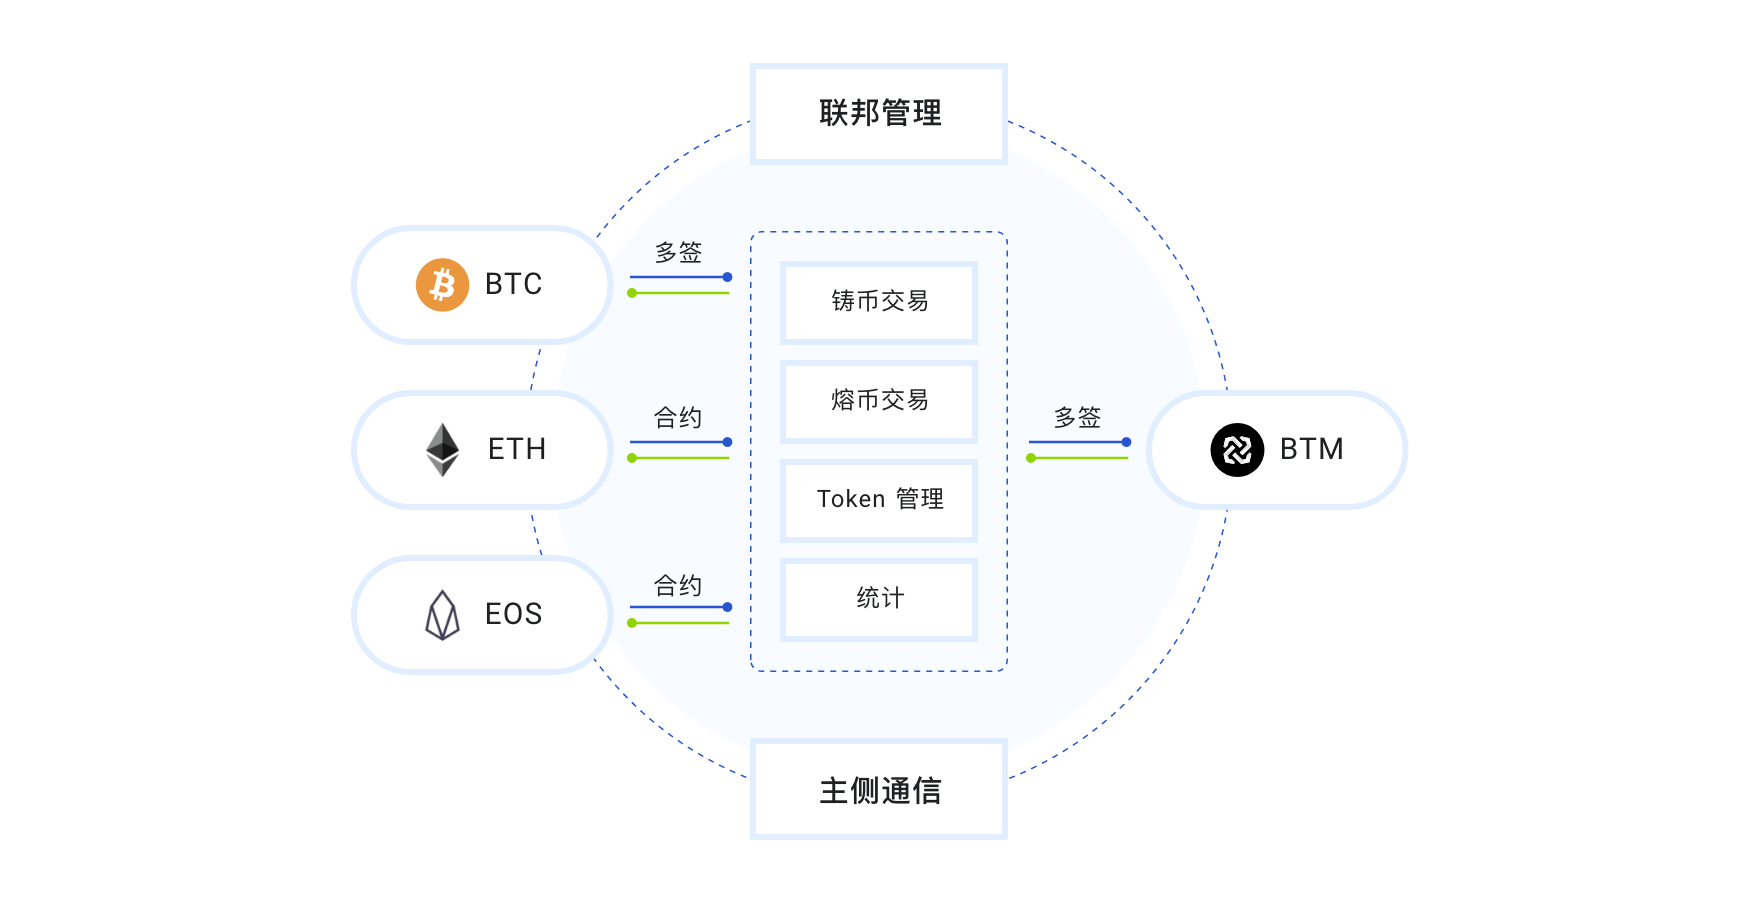 联邦管理
BTC
多签
铸币交易
熔币交易
ETH
合约
多签
BTM
Token 管理
EOS
合约
统计
主侧通信